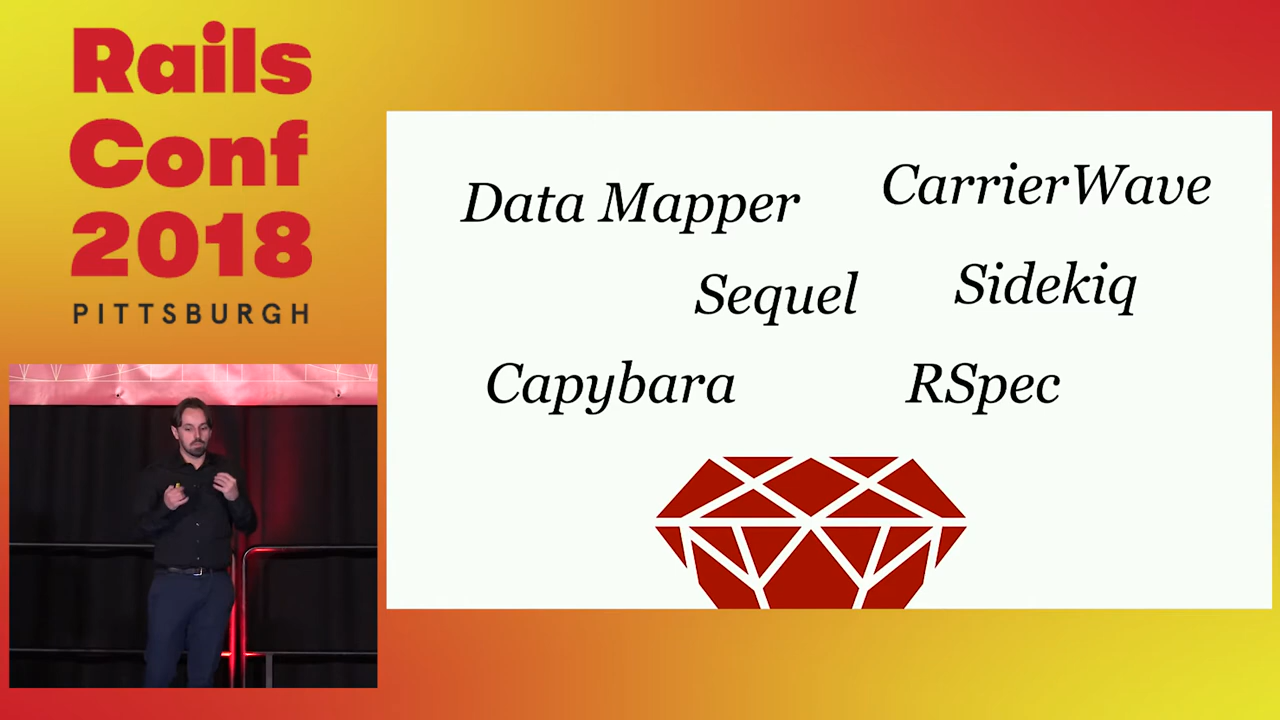 Rails
Conf
2018
PITTSBURGH
Data Mapper
CarrierWave
Sequel
Sidekiq
Capybara
RSpec